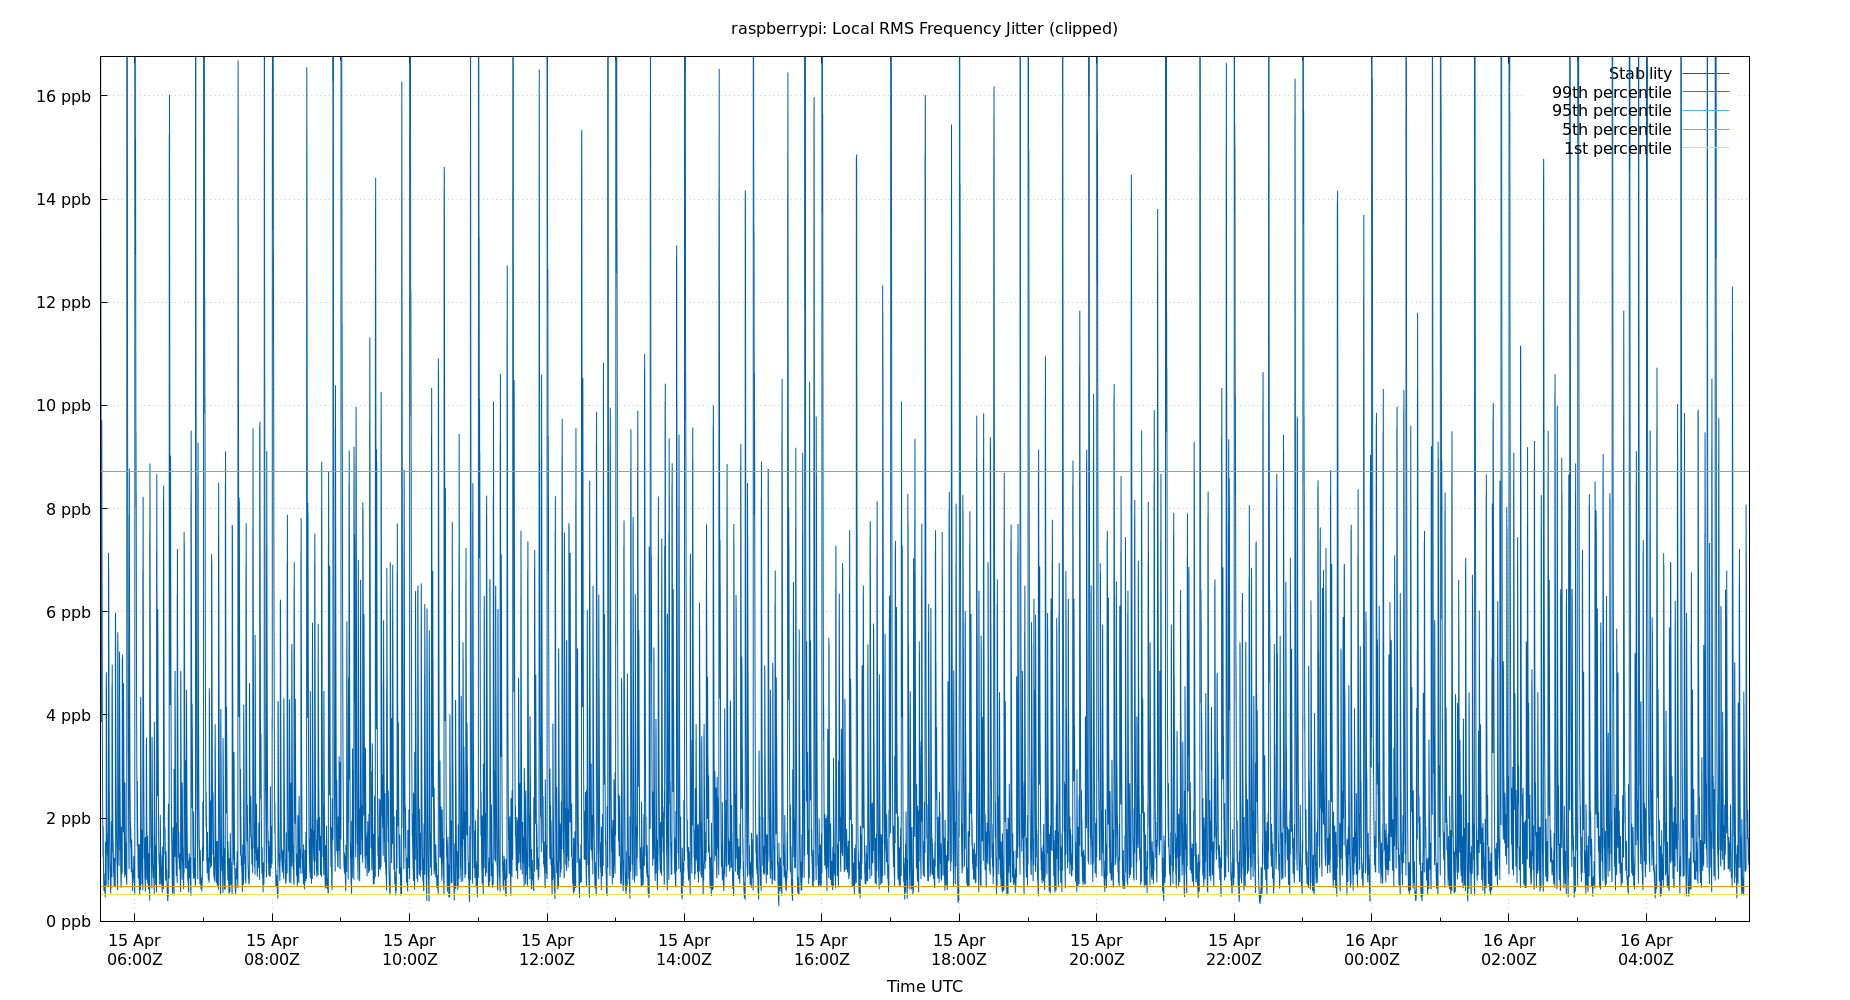 raspberrypi: Local RMS Frequency Jitter (clipped)
Stability
99th percentile
95th percentile
5th percentile
1st percentile
16 ppb
14 ppb
12 ppb
10 ppb
8 ppb
6 ppb
4 ppb
2 ppb
0 ppb
15 Apr 15 Apr 15 Apr 15 Apr 15 Apr 15 Apr 15 Apr 15 Apr 15 Apr 16 Apr 16 Apr 16 Apr
06:00Z 08:00Z 10:00Z 12:00Z 14:00Z 16:00Z 18:00Z 20:00Z 22:00Z 00:00Z 02:00Z 04:00Z
Time UTC